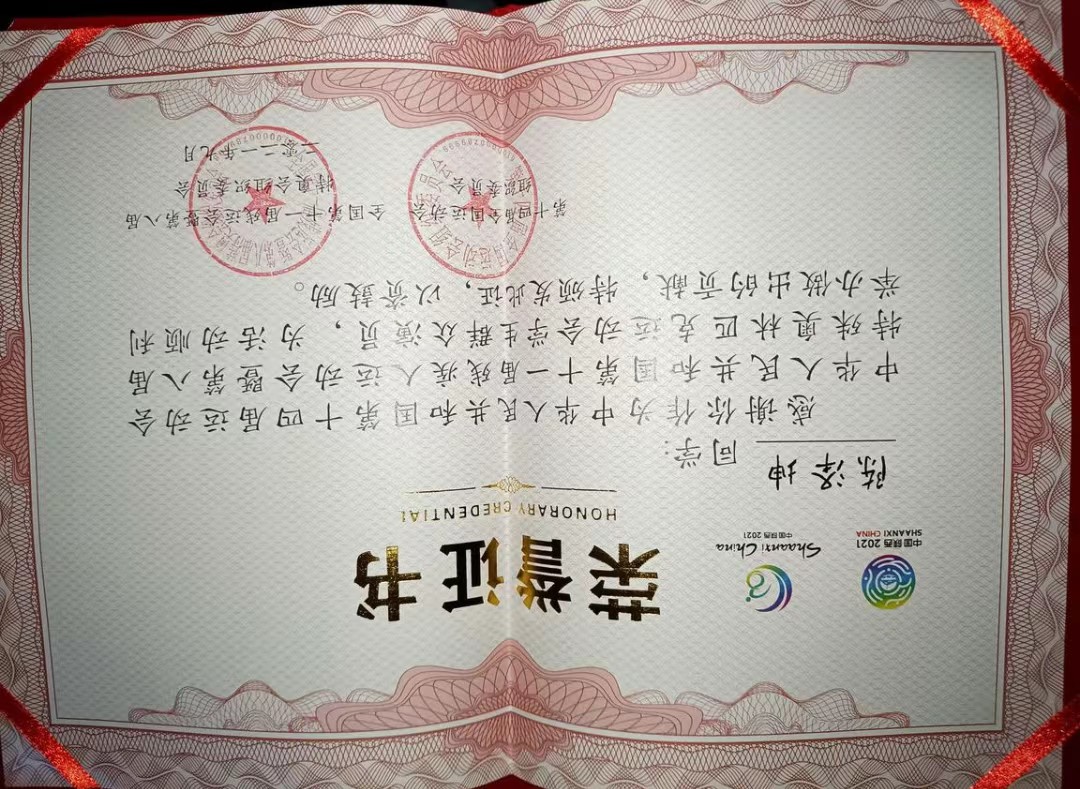 中国 陕西 2021
SHAANXI CHINA
Shaanxi China
中国陕西 2021
荣誉证书
HONORARY CREDENTIAL
陈泽坤 同学:
感谢你作为中华人民共和国第十四届运动会
中华人民共和国第十一届残疾人运动会暨第八届
特殊奥林匹克运动会学生群众演员，为活动顺利
举办做出的贡献，特颁发此证，以资鼓励。
第十四届全国运动会 全国第十一届残运会暨第八届
组织委员会 特奥会组织委员会
二零二一年九月